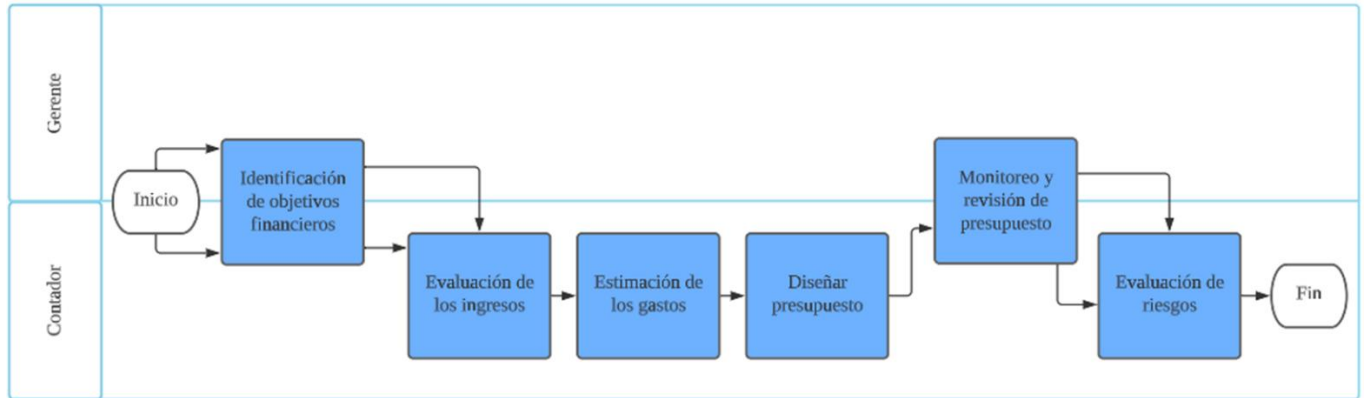 Gerente
Inicio
Identificación
de objetivos
financieros
Monitoreo y
revisión de
presupuesto
Contador
Evaluación de
los ingresos
Estimación de
los gastos
Diseñar
presupuesto
Evaluación de
riesgos
Fin